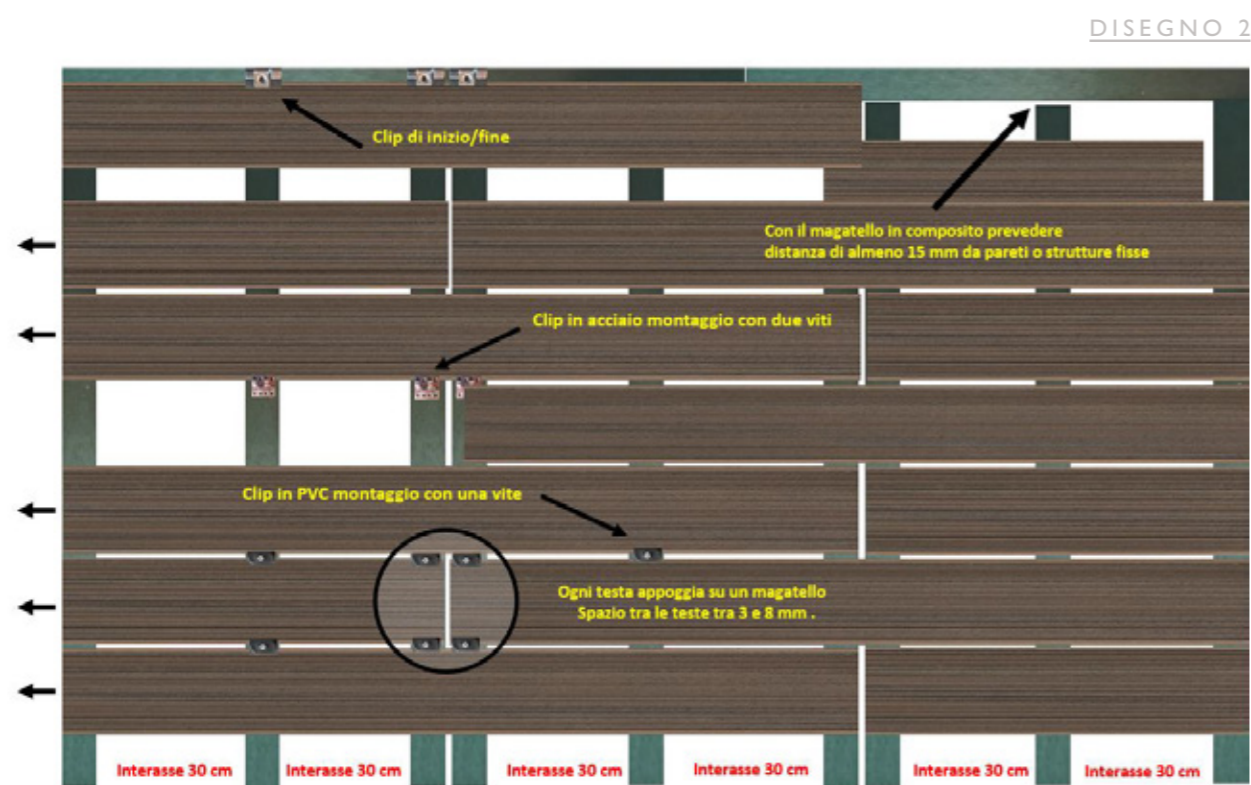 DISEGNO 2
Clip di inizio/fine
Con il magatello in composito prevedere
distanza di almeno 15 mm da pareti o strutture fisse
Clip in acciaio montaggio con due viti
Clip in PVC montaggio con una vite
Ogni testa appoggia su un magatello
Spazio tra le teste tra 3 e 8 mm .
Interasse 30 cm
Interasse 30 cm
Interasse 30 cm
Interasse 30 cm
Interasse 30 cm
Interasse 30 cm